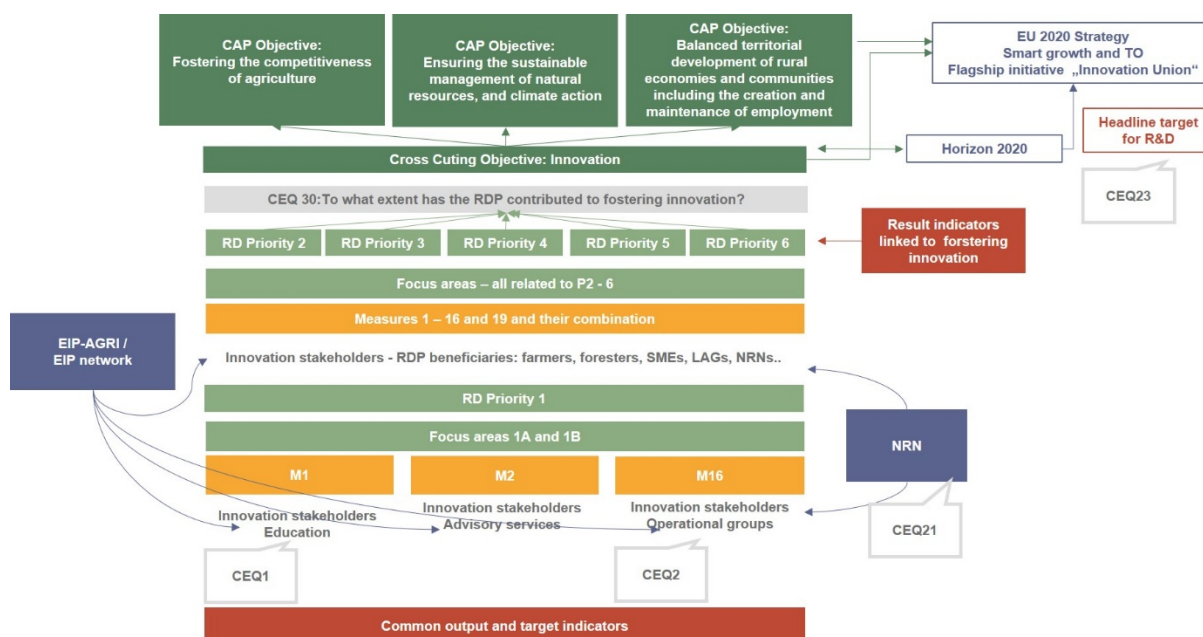 CAP Objective:
Fostering the competitiveness
of agriculture
CAP Objective:
Ensuring the sustainable
management of natural
resources, and climate action
CAP Objective:
Balanced territorial
development of rural
economies and communities
including the creation and
maintenance of employment
EU 2020 Strategy
Smart growth and TO
Flagship initiative „Innovation Union“
Cross Cuting Objective: Innovation
Horizon 2020
Headline target
for R&D
CEQ23
CEQ 30:To what extent has the RDP contributed to fostering innovation?
RD Priority 2
RD Priority 3
RD Priority 4
RD Priority 5
RD Priority 6
Result indicators
linked to forstering
innovation
Focus areas – all related to P2 - 6
Measures 1 – 16 and 19 and their combination
EIP-AGRI /
EIP network
Innovation stakeholders - RDP beneficiaries: farmers, foresters, SMEs, LAGs, NRNs..
RD Priority 1
Focus areas 1A and 1B
NRN
M1
M2
M16
Innovation stakeholders
Education
Innovation stakeholders
Advisory services
Innovation stakeholders
Operational groups
CEQ21
CEQ1
CEQ2
Common output and target indicators